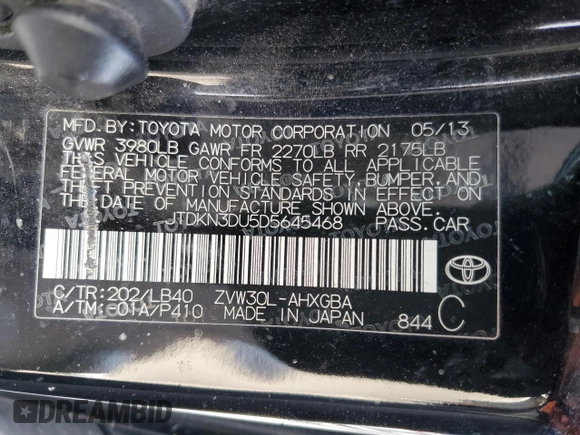 MFD.BY:TOYOTA MOTOR CORPORATION 05/13
GVWR 3980LB GAWR FR 2270LB RR 2175LB
THIS VEHICLE CONFORMS TO ALL APPLICABLE
FEDERAL MOTOR VEHICLE SAFETY,BUMPER,AND
THEFT PREVENTION STANDARDS IN EFFECT ON
THE DATE OF MANUFACTURE SHOWN ABOVE.
JTDKN3DU5D5645468 PASS.CAR
C/TR:202/LB40 ZVW30L-AHXGBA
A/TM:-01A/P410 MADE IN JAPAN 844 C
DREAMBID